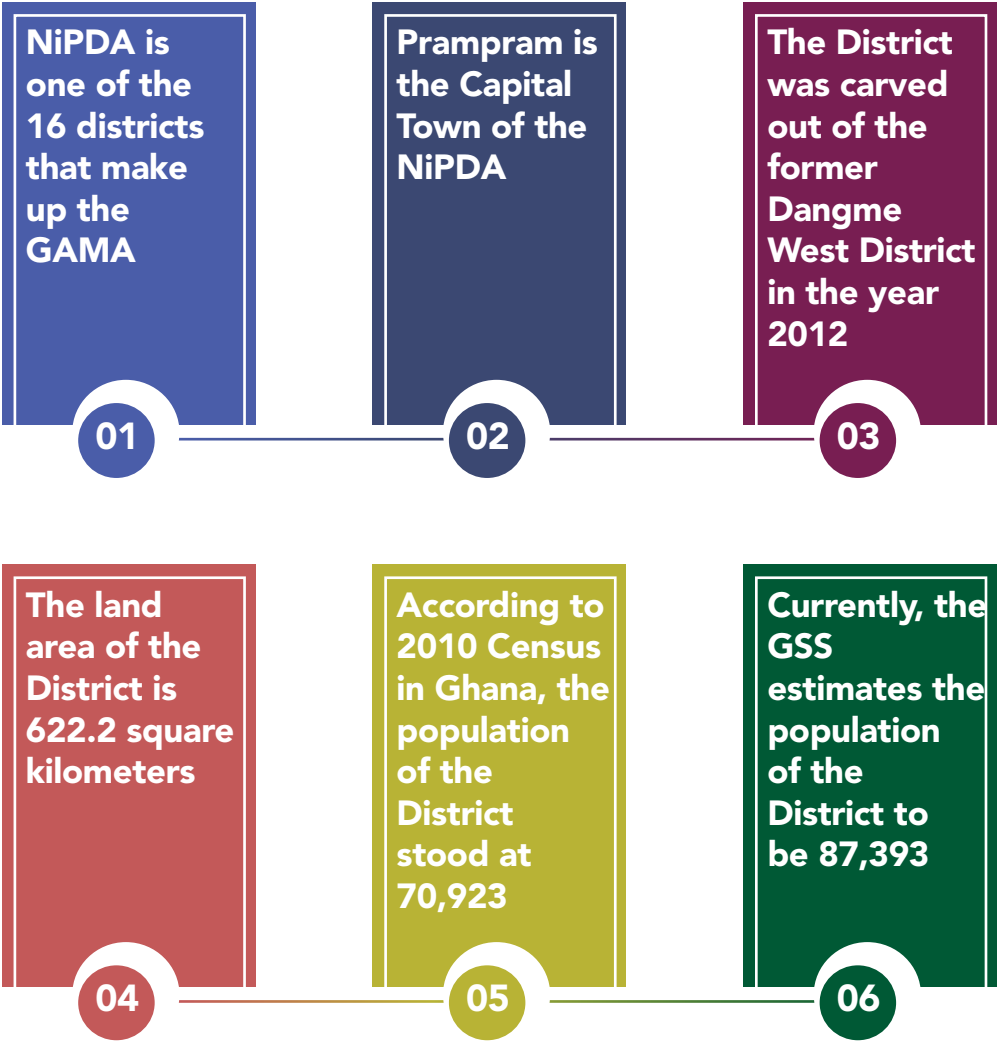 NiPDA is
one of the
16 districts
that make
up the
GAMA
01
Prampram is
the Capital
Town of the
NiPDA
02
The District
was carved
out of the
former
Dangme
West District
in the year
2012
03
The land
area of the
District is
622.2 square
kilometers
04
According to
2010 Census
in Ghana, the
population
of the
District
stood at
70,923
05
Currently, the
GSS
estimates the
population
of the
District to
be 87,393
06